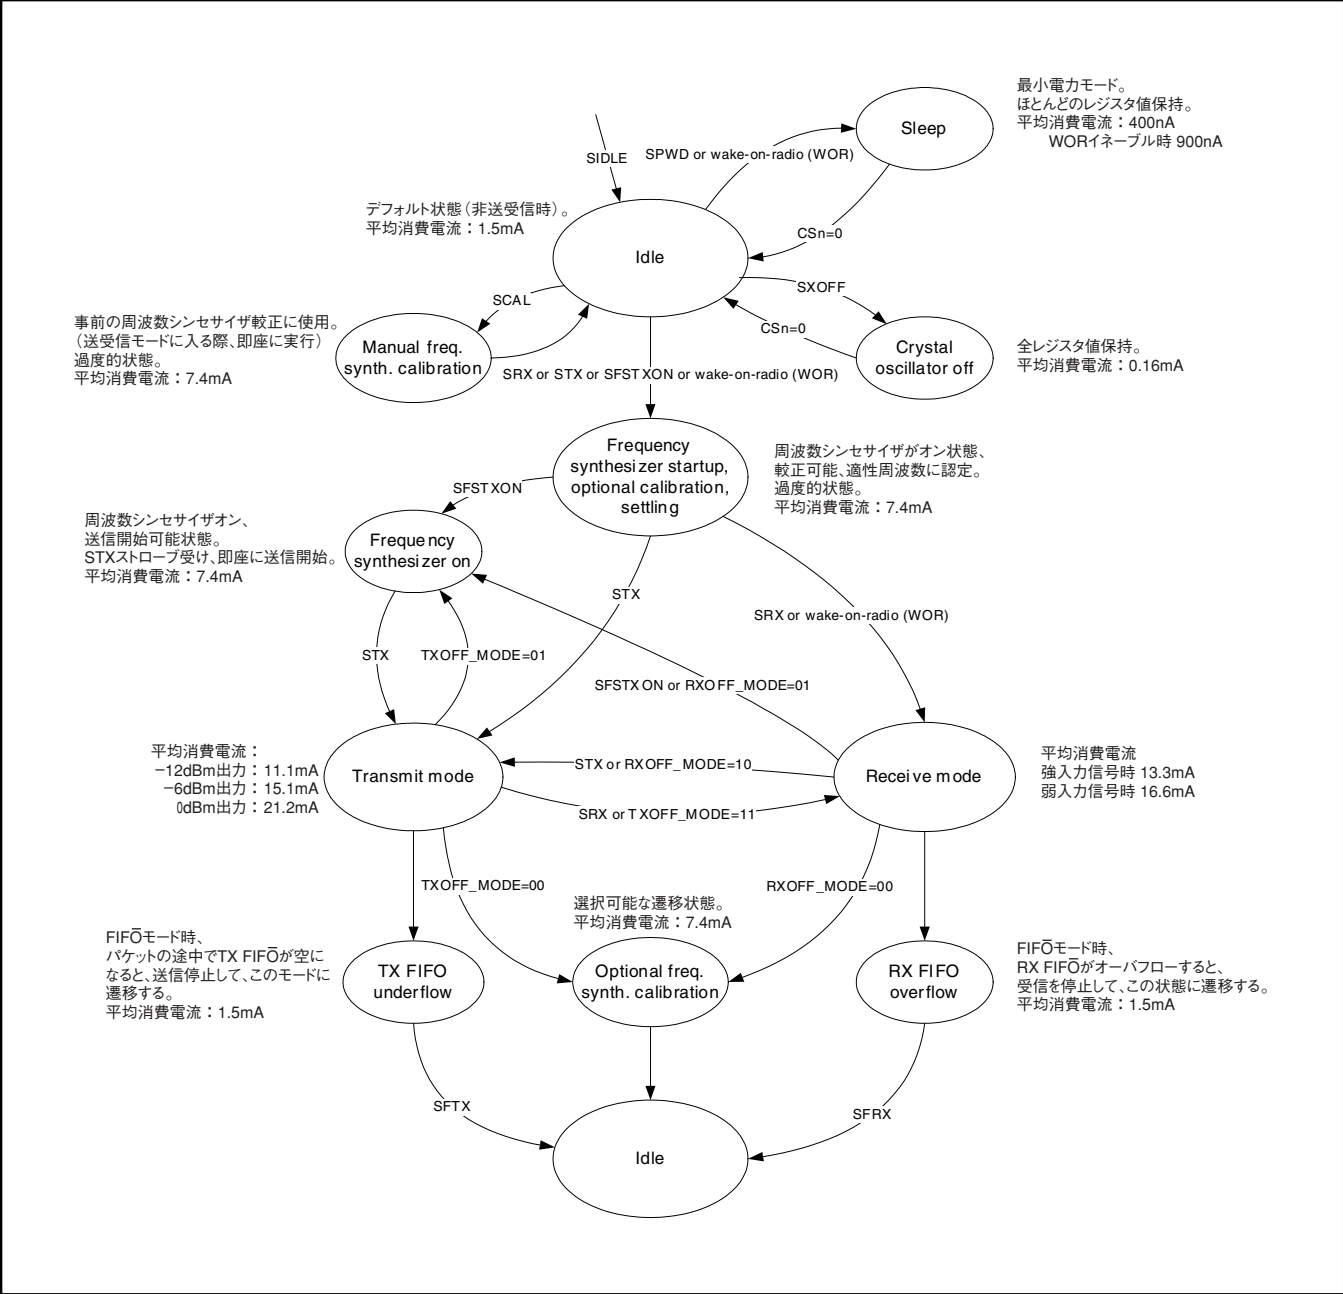 最小電力モード。
ほとんどのレジスタ値保持。
平均消費電流：400nA
WORイネーブル時 900nA
Sleep
SIDLE
SPWD or wake-on-radio (WOR)
デフォルト状態（非送受信時）。
平均消費電流：1.5mA
CSn=0
Idle
SCAL
SXOFF
事前の周波数シンセサイザ較正に使用。
（送受信モードに入る際、即座に実行）
過度的状態。
平均消費電流：7.4mA
Manual freq.
synth. calibration
CSn=0
Crystal
oscillator off
全レジスタ値保持。
平均消費電流：0.16mA
SRX or STX or SFSTXON or wake-on-radio (WOR)
Frequency
synthesizer startup,
optional calibration,
settling
周波数シンセサイザがオン状態、
較正可能、適性周波数に認定。
過度的状態。
平均消費電流：7.4mA
SFSTXON
周波数シンセサイザオン、
送信開始可能状態。
STXストローブ受け、即座に送信開始。
平均消費電流：7.4mA
Frequency
synthesizer on
STX
SRX or wake-on-radio (WOR)
STX
TXOFF_MODE=01
SFSTXON or RXOFF_MODE=01
平均消費電流：
−12dBm出力：11.1mA
−6dBm出力：15.1mA
0dBm出力：21.2mA
Transmit mode
STX or RXOFF_MODE=10
Receive mode
平均消費電流
強入力信号時 13.3mA
弱入力信号時 16.6mA
SRX or TXOFF_MODE=11
TXOFF_MODE=00
RXOFF_MODE=00
選択可能な遷移状態。
平均消費電流：7.4mA
FIFŌモード時、
パケットの途中でTX FIFŌが空に
なると、送信停止して、このモードに
遷移する。
平均消費電流：1.5mA
TX FIFO
underflow
Optional freq.
synth. calibration
RX FIFO
overflow
FIFŌモード時、
RX FIFŌがオーバフローすると、
受信を停止して、この状態に遷移する。
平均消費電流：1.5mA
SFTX
SFRX
Idle